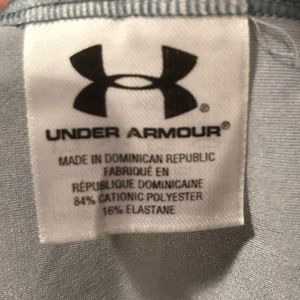 ®
UNDER ARMOUR®
MADE IN DOMINICAN REPUBLIC
FABRIQUÉ EN
RÉPUBLIQUE DOMINICAINE
84% CATIONIC POLYESTER
16% ELASTANE